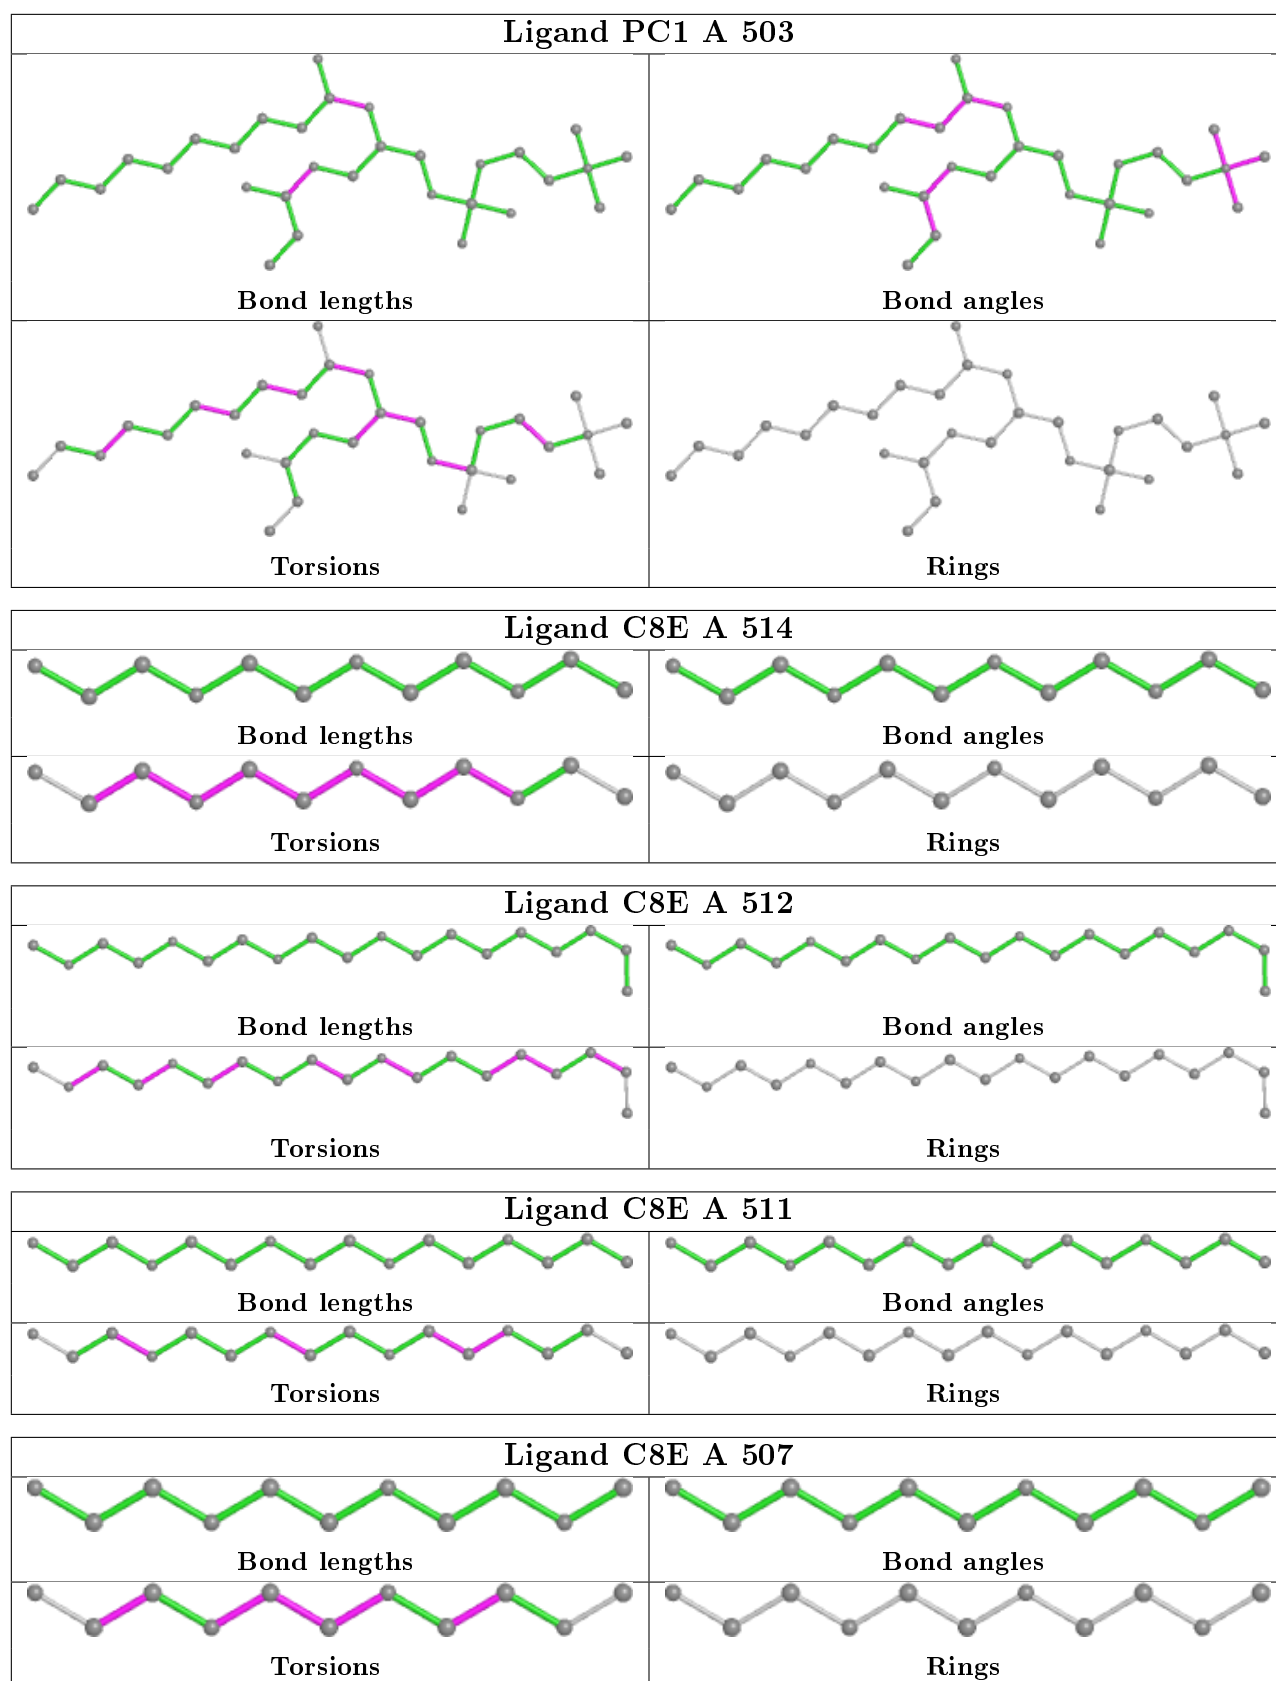 Ligand PC1 A 503
Bond lengths
Bond angles
Torsions
Rings
Ligand C8E A 514
Bond lengths
Bond angles
Torsions
Rings
Ligand C8E A 512
Bond lengths
Bond angles
Torsions
Rings
Ligand C8E A 511
Bond lengths
Bond angles
Torsions
Rings
Ligand C8E A 507
Bond lengths
Bond angles
Torsions
Rings